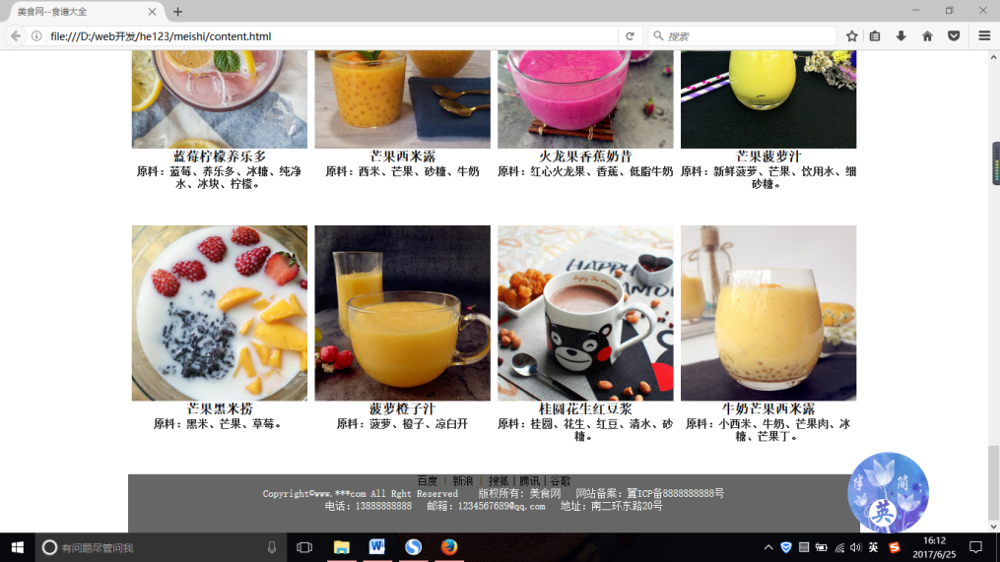 美食网--食谱大全
file:///D:/web开发/he123/meishi/content.html
搜索
蓝莓柠檬养乐多
原料：蓝莓、养乐多、冰糖、纯净
水、冰块、柠檬。
芒果西米露
原料：西米、芒果、砂糖、牛奶
火龙果香蕉奶昔
原料：红心火龙果、香蕉、低脂牛奶
芒果菠萝汁
原料：新鲜菠萝、芒果、饮用水、细
砂糖。
HAPPY
芒果黑米捞
原料：黑米、芒果、草莓。
菠萝橙子汁
原料：菠萝、橙子、凉白开
桂圆花生红豆浆
原料：桂圆、花生、红豆、清水、砂
糖。
牛奶芒果西米露
原料：小西米、牛奶、芒果肉、冰
糖、芒果丁。
百度 | 新浪 | 搜狐 | 腾讯 | 谷歌
Copyright©www.***com All Rght Reserved 版权所有：美食网 网站备案：冀ICP备8888888888号
电话：13888888888 邮箱：1234567689@qq.com 地址：南二环东路20号
半 简
英
有问题尽管问我
英
16:12
2017/6/25